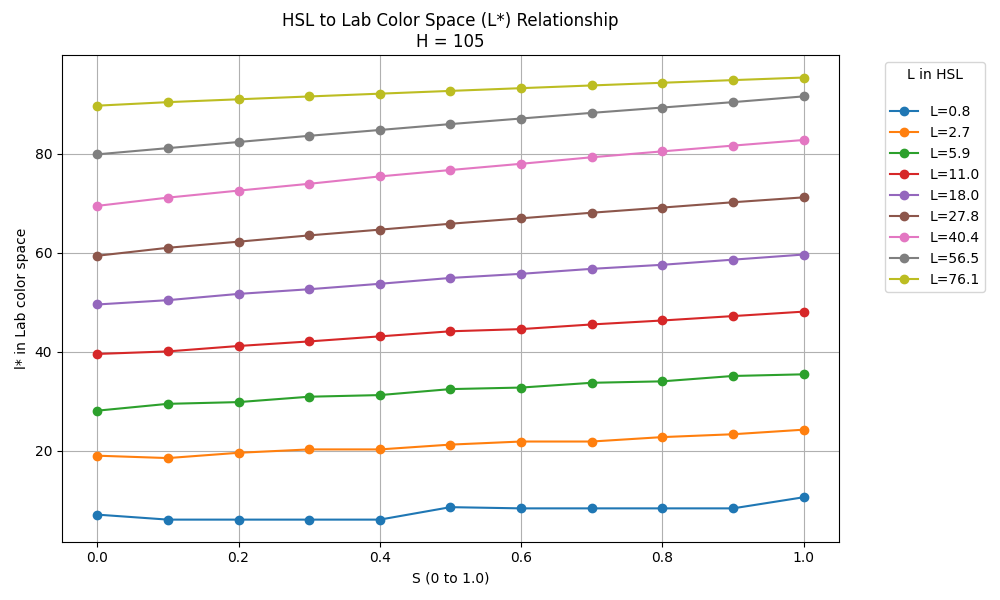 HSL to Lab Color Space (L*) Relationship
H = 105
l* in Lab color space
80
60
40
20
0.0 0.2 0.4 0.6 0.8 1.0
S (0 to 1.0)
L in HSL
L=0.8
L=2.7
L=5.9
L=11.0
L=18.0
L=27.8
L=40.4
L=56.5
L=76.1